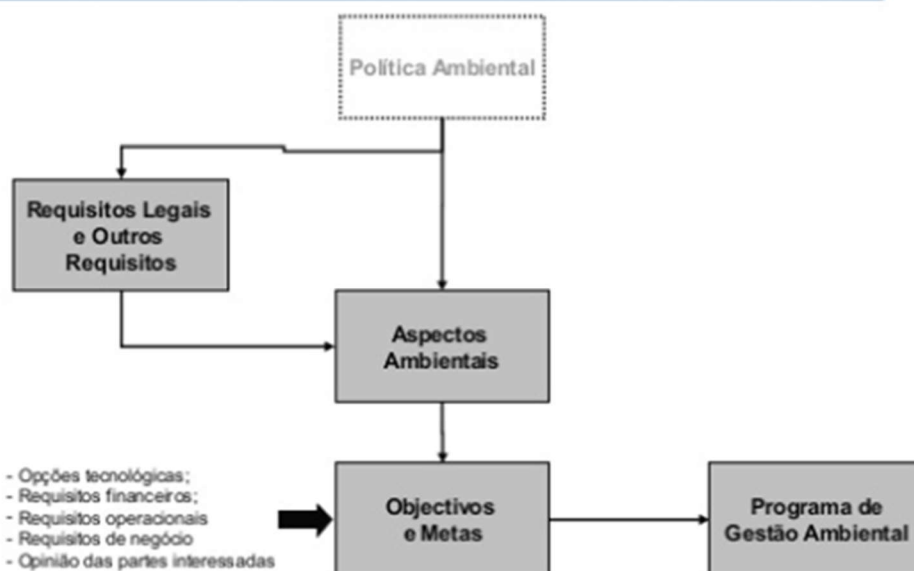 Política Ambiental
Requisitos Legais
e Outros
Requisitos
Aspectos
Ambientais
- Opções tecnológicas;
- Requisitos financeiros;
- Requisitos operacionais
- Requisitos de negócio
- Opinião das partes interessadas
Objectivos
e Metas
Programa de
Gestão Ambiental